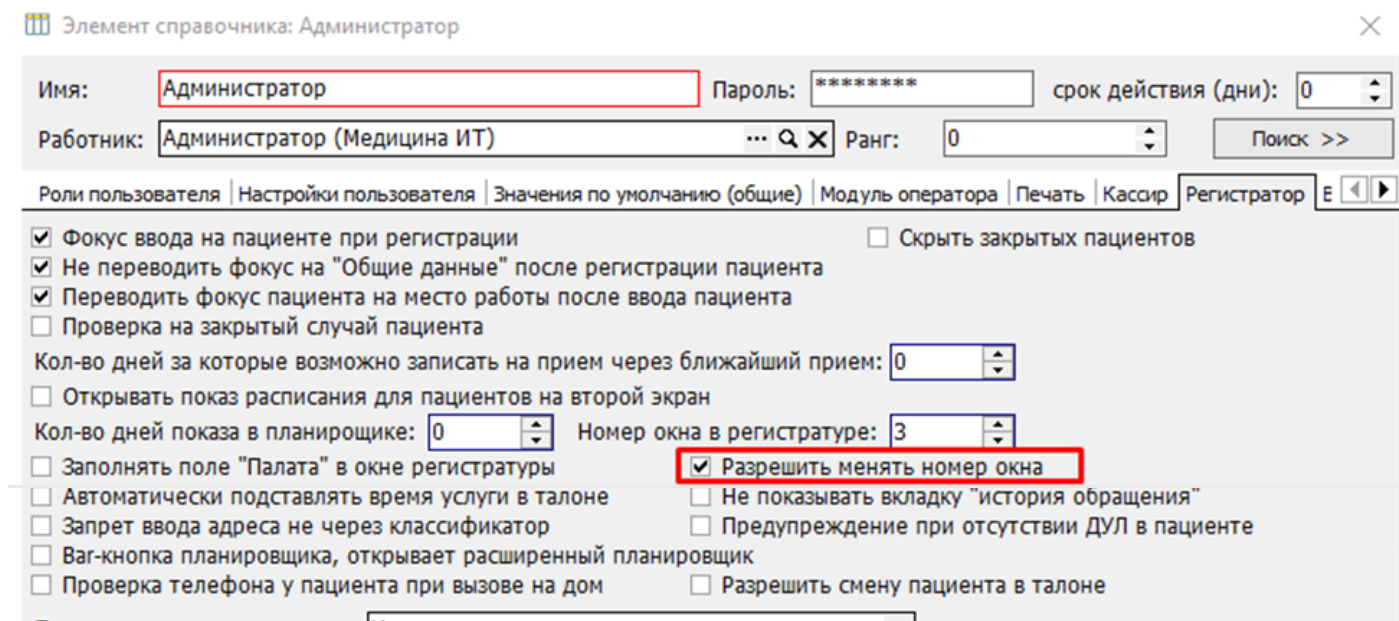 Элемент справочника: Администратор
Имя: Администратор Пароль: ******** срок действия (дни): 0
Работник: Администратор (Медицина ИТ) ... Ранг: 0 Поиск >>
Роли пользователя Настройки пользователя Значения по умолчанию (общие) Модуль оператора Печать Кассир Регистратор
Фокус ввода на пациенте при регистрации Скрыть закрытых пациентов
Не переводить фокус на "Общие данные" после регистрации пациента
Переводить фокус пациента на место работы после ввода пациента
Проверка на закрытый случай пациента
Кол-во дней за которые возможно записать на прием через ближайший прием: 0
Открывать показ расписания для пациентов на второй экран
Кол-во дней показа в планирощике: 0 Номер окна в регистратуре: 3
Заполнять поле "Палата" в окне регистратуры Разрешить менять номер окна
Автоматически подставлять время услуги в талоне Не показывать вкладку "история обращения"
Запрет ввода адреса не через классификатор Предупреждение при отсутствии ДУЛ в пациенте
Bar-кнопка планировщика, открывает расширенный планировщик
Проверка телефона у пациента при вызове на дом Разрешить смену пациента в талоне